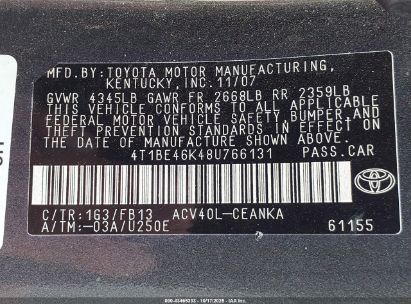 MFD.BY:TOYOTA MOTOR MANUFACTURING,
KENTUCKY,INC. 11/07
GVWR 4345LB GAWR FR 2668LB RR 2359LB
THIS VEHICLE CONFORMS TO ALL APPLICABLE
FEDERAL MOTOR VEHICLE SAFETY, BUMPER, AND
THEFT PREVENTION STANDARDS IN EFFECT ON
THE DATE OF MANUFACTURE SHOWN ABOVE.
4T1BE46K48U766131 PASS.CAR
C/TR:1G3/FB13 ACV40L-CEANKA
A/TM:-03A/U250E 61155
TOYOTA